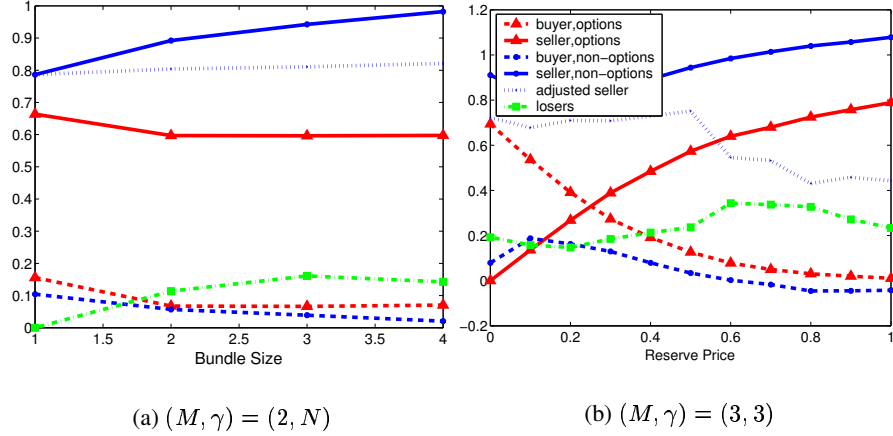 1
0.9
0.8
0.7
0.6
0.5
0.4
0.3
0.2
0.1
0
1 1.5 2 2.5 3 3.5 4
Bundle Size
(a) (M, γ) = (2, N)
1.2
1
0.8
0.6
0.4
0.2
0
−0.2
buyer,options
seller,options
buyer,non−options
seller,non−options
adjusted seller
losers
0 0.2 0.4 0.6 0.8 1
Reserve Price
(b) (M, γ) = (3, 3)